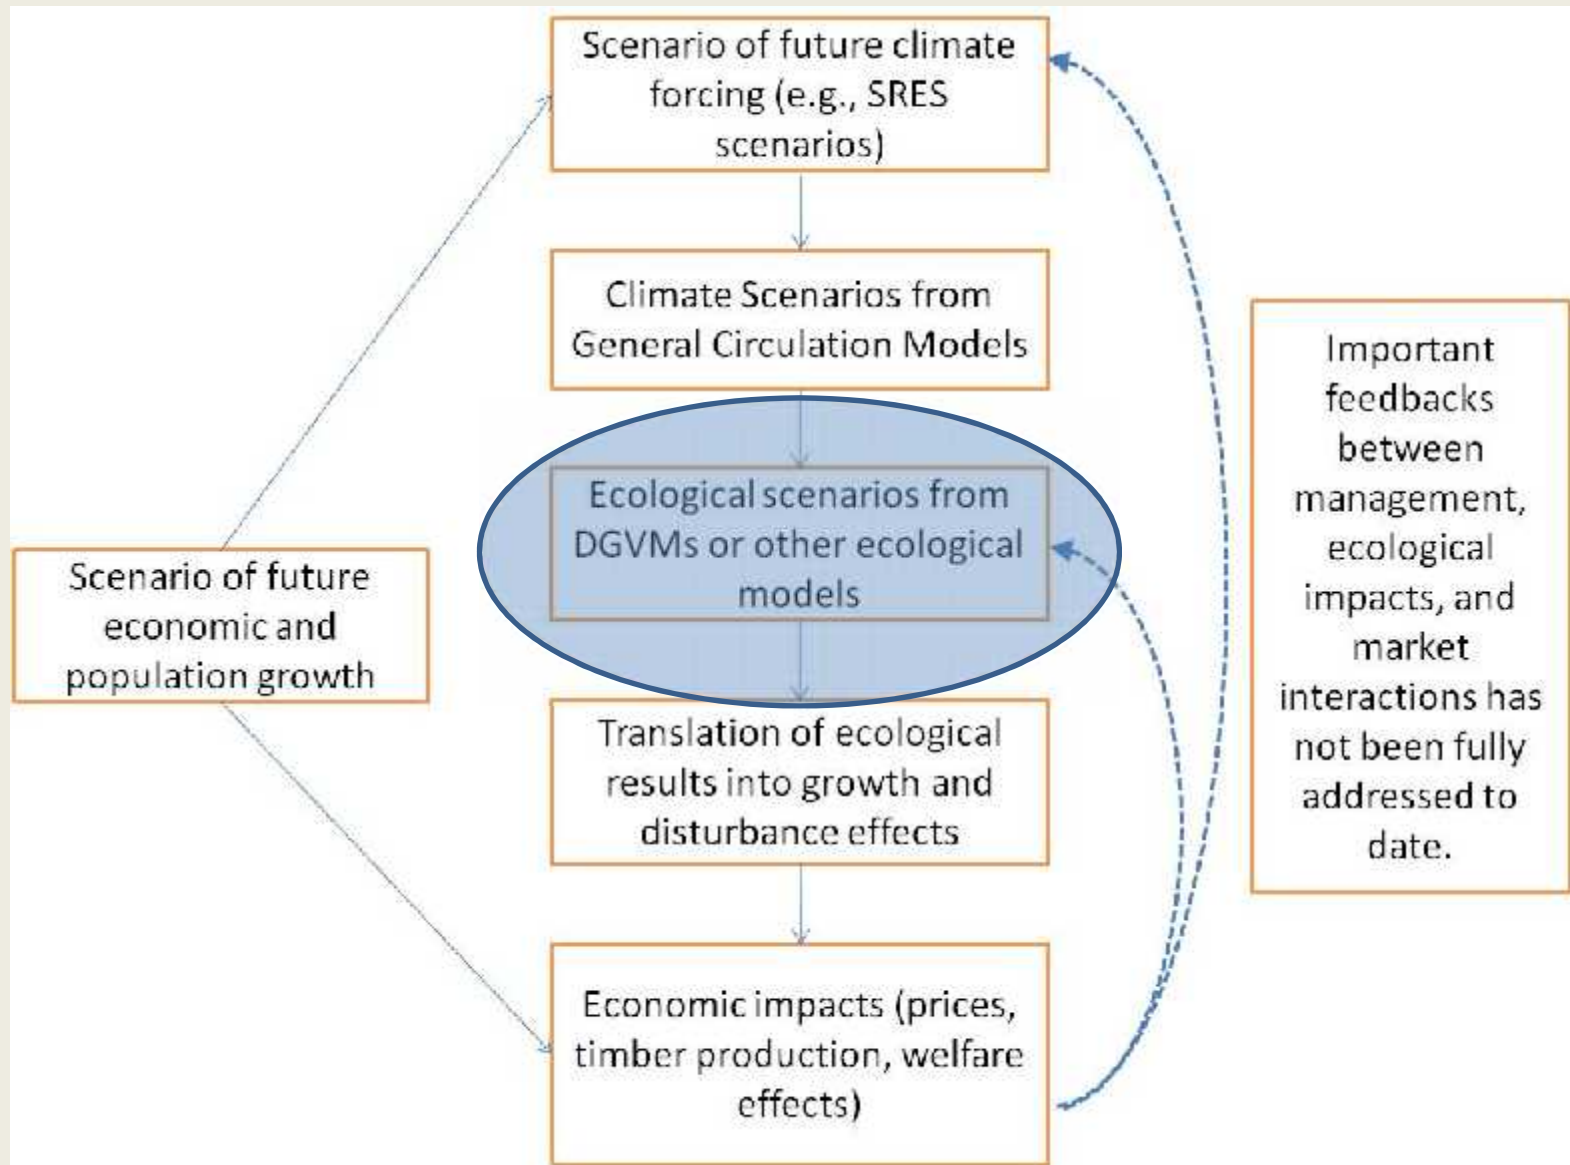 Scenario of future climate
forcing (e.g., SRES
scenarios)
Climate Scenarios from
General Circulation Models
Ecological scenarios from
DGVMs or other ecological
models
Scenario of future
economic and
population growth
Translation of ecological
results into growth and
disturbance effects
Economic impacts (prices,
timber production, welfare
effects)
Important
feedbacks
between
management,
ecological
impacts, and
market
interactions has
not been fully
addressed to
date.